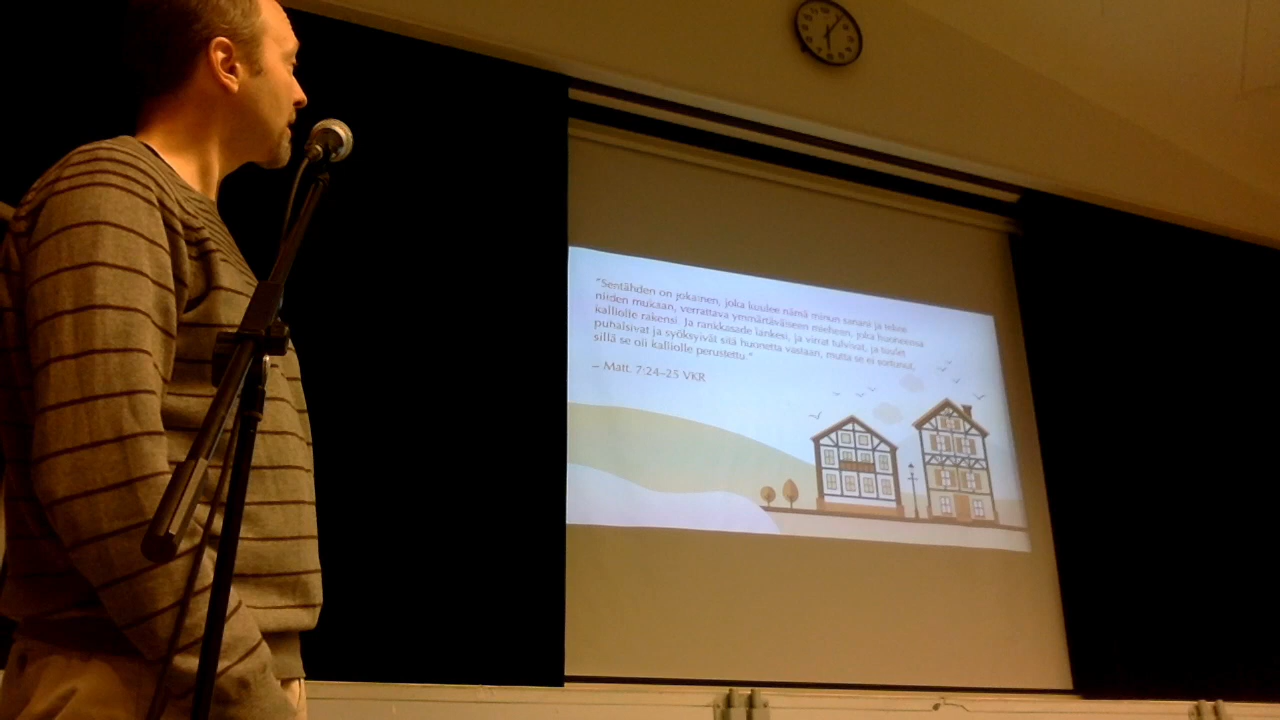 "Sentähden on jokainen, joka kuulee nämä minun sanani ja tekee
niiden mukaan, verrattava ymmärtäväiseen mieheen, joka huoneensa
kalliolle rakensi. Ja rankkasade lankesi, ja virrat tulvivat, ja tuulet
puhalsivat ja syöksyivät sitä huonetta vastaan, mutta se ei sortunut,
sillä se oli kalliolle perustettu."
– Matt. 7:24–25 VKR